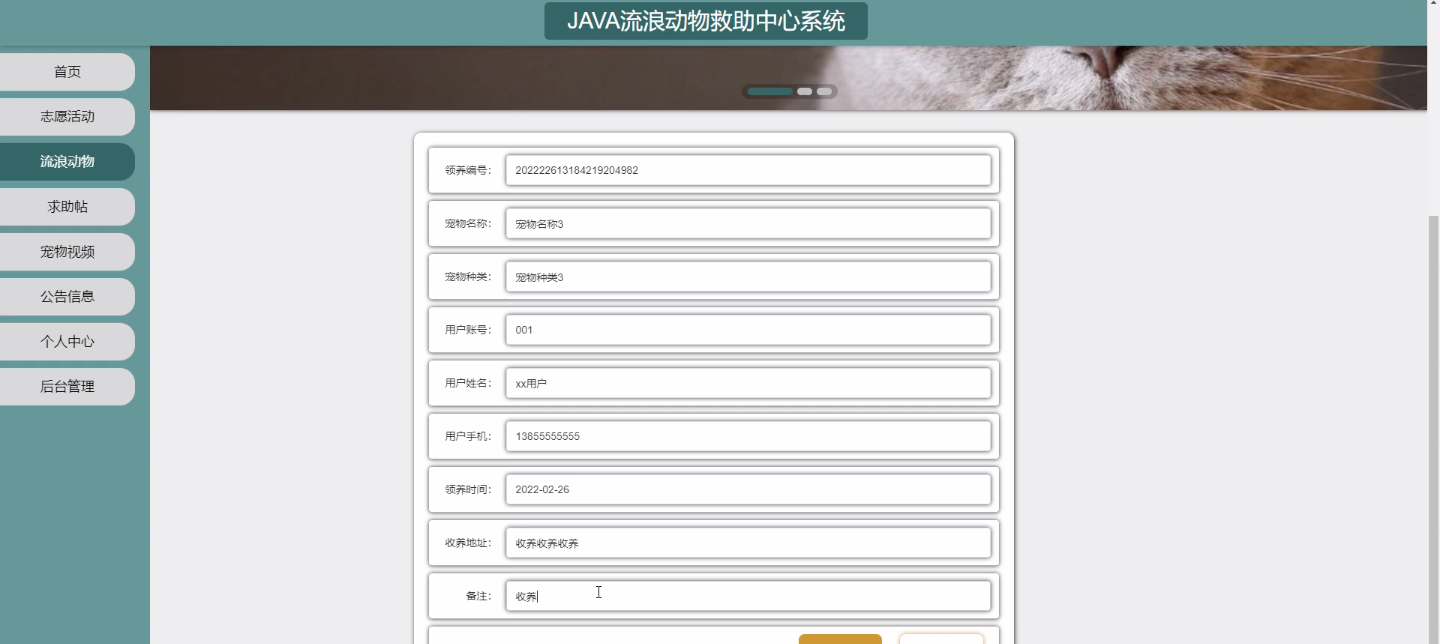 JAVA流浪动物救助中心系统
首页
志愿活动
流浪动物
求助帖
宠物视频
公告信息
个人中心
后台管理
领养编号： 202222613184219204982
宠物名称： 宠物名称3
宠物种类： 宠物种类3
用户账号： 001
用户姓名： xx用户
用户手机： 13855555555
领养时间： 2022-02-26
收养地址： 收养收养收养
备注： 收养